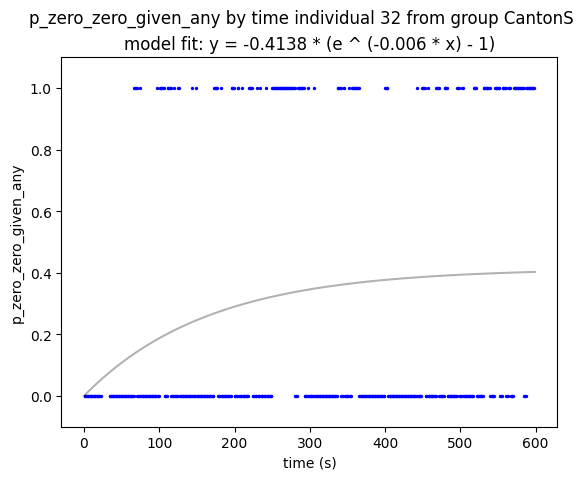 p_zero_zero_given_any by time individual 32 from group CantonS
model fit: y = -0.4138 * (e ^ (-0.006 * x) - 1)
1.0
0.8
0.6
0.4
0.2
0.0
p_zero_zero_given_any
0 100 200 300 400 500 600
time (s)